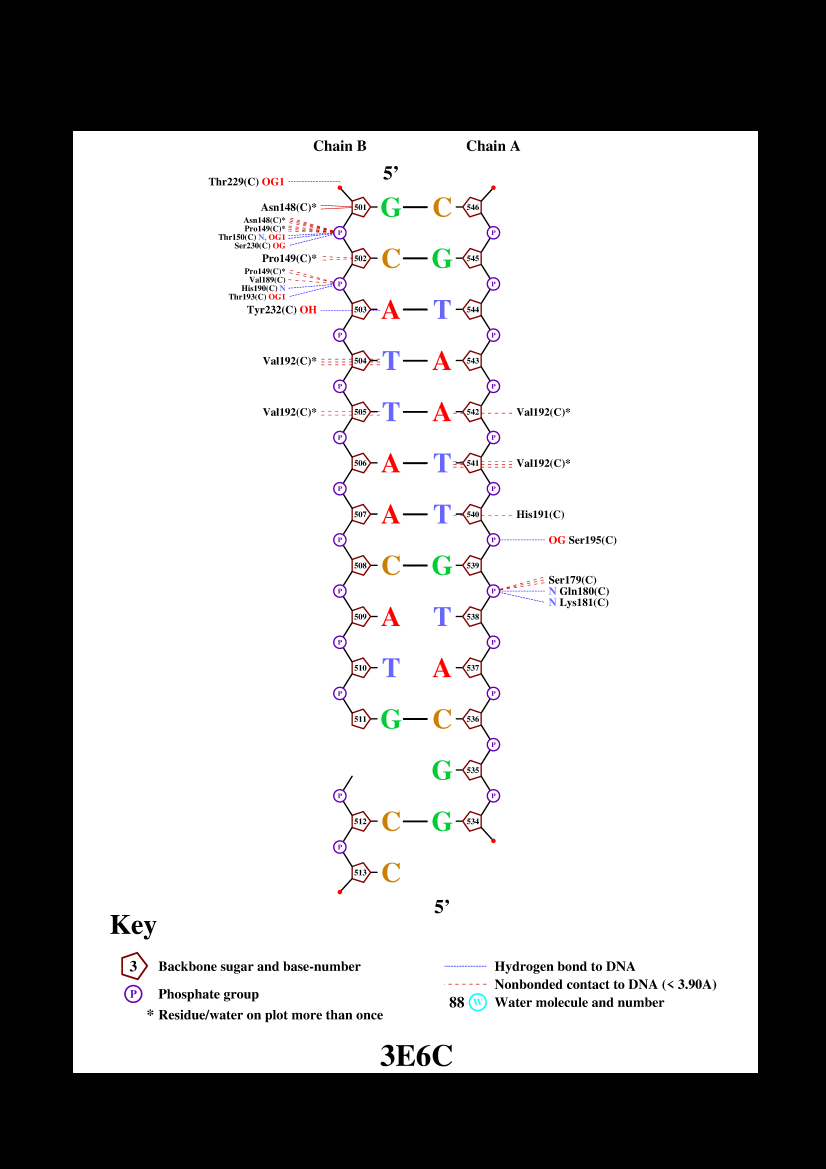 Chain B Chain A
5’
Thr229(C) OG1
Asn148(C)* 501 G C 546
Asn148(C)*
Pro149(C)*
Thr150(C) N, OG1 P P
Ser230(C) OG
Pro149(C)* 502 C G 545
Pro149(C)*
Val189(C) P P
His190(C) N
Thr193(C) OG1
Tyr232(C) OH 503 A T 544
P P
Val192(C)* 504 T A 543
P P
Val192(C)* 505 T A 542 Val192(C)*
P P
506 A T 541 Val192(C)*
P P
507 A T 540 His191(C)
P P OG Ser195(C)
508 C G 539
Ser179(C)
P P N Gln180(C)
N Lys181(C)
509 A T 538
P P
510 T A 537
P P
511 G C 536
P
G 535
P P
512 C G 534
P
513 C
5’
Key
3 Backbone sugar and base-number
P Phosphate group
* Residue/water on plot more than once
Hydrogen bond to DNA
Nonbonded contact to DNA (< 3.90A)
88 W Water molecule and number
3E6C